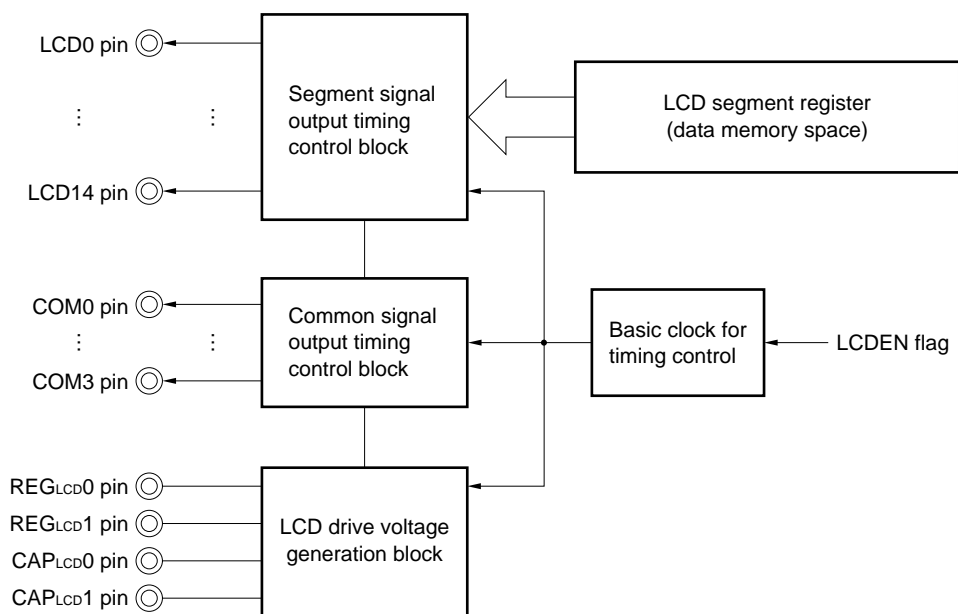 LCD0 pin
⋮
⋮
LCD14 pin
Segment signal
output timing
control block
LCD segment register
(data memory space)
COM0 pin
⋮
⋮
COM3 pin
Common signal
output timing
control block
Basic clock for
timing control
LCDEN flag
REGLCD0 pin
REGLCD1 pin
CAPLCD0 pin
CAPLCD1 pin
LCD drive voltage
generation block